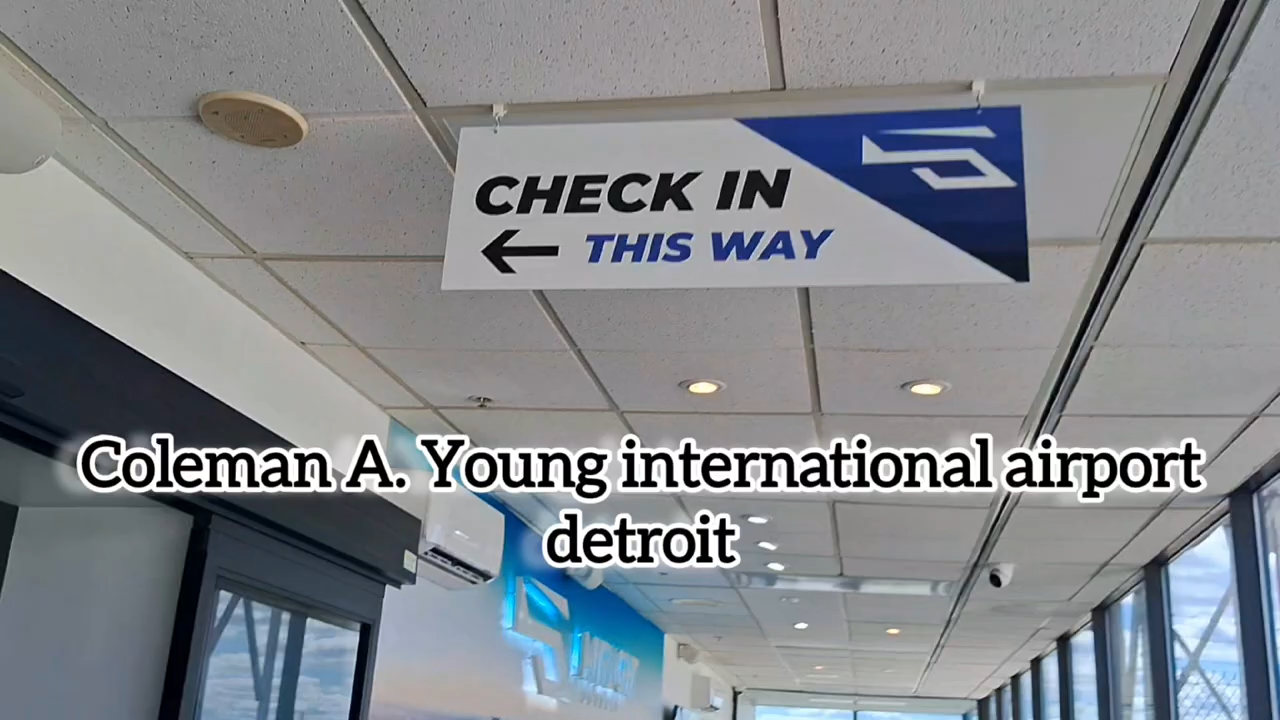 CHECK IN
← THIS WAY
Coleman A. Young international airport
detroit